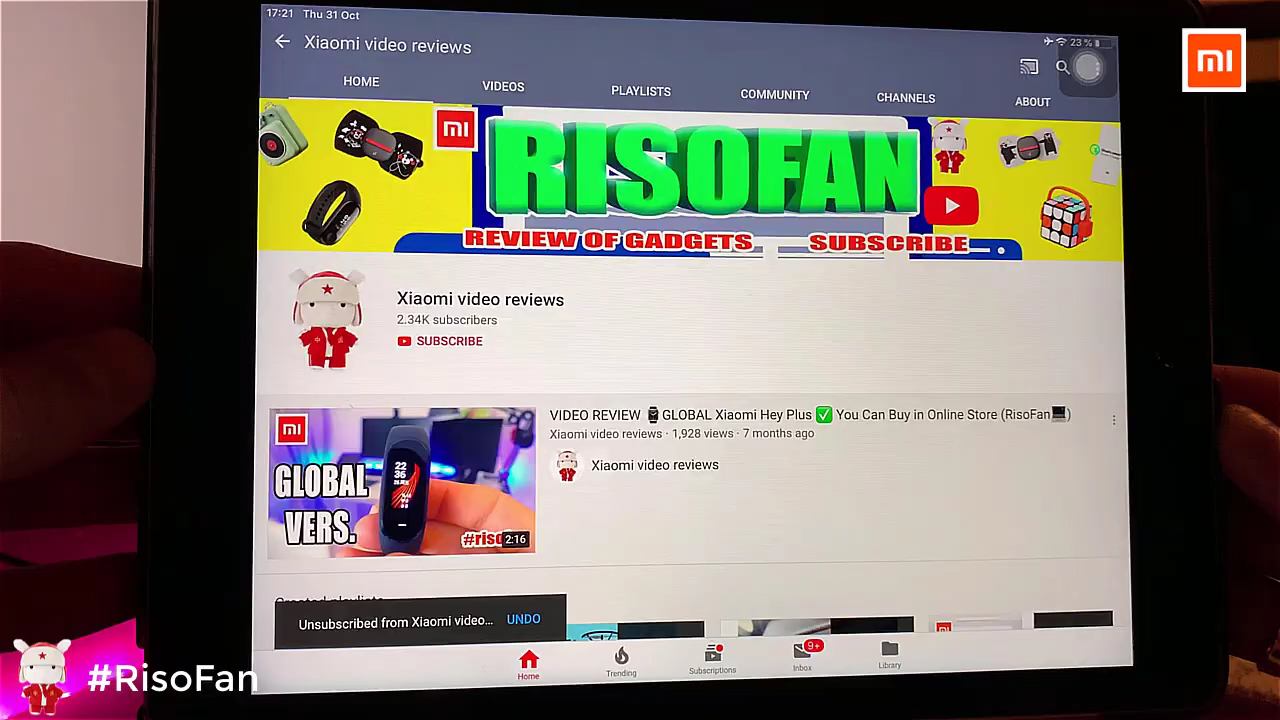 17:21 Thu 31 Oct
23 %
Xiaomi video reviews
mi
HOME
VIDEOS
PLAYLISTS
COMMUNITY
CHANNELS
ABOUT
mi
RISOFAN
REVIEW OF GADGETS
SUBSCRIBE
Xiaomi video reviews
2.34K subscribers
SUBSCRIBE
VIDEO REVIEW GLOBAL Xiaomi Hey Plus ✅ You Can Buy in Online Store (RisoFan💻)
Xiaomi video reviews · 1,928 views · 7 months ago
Xiaomi video reviews
mi
GLOBAL
VERS.
22
36
#riso
2:16
Created playlists
Unsubscribed from Xiaomi video... UNDO
mi
Home
Trending
Subscriptions
9+
Inbox
Library
#RisoFan